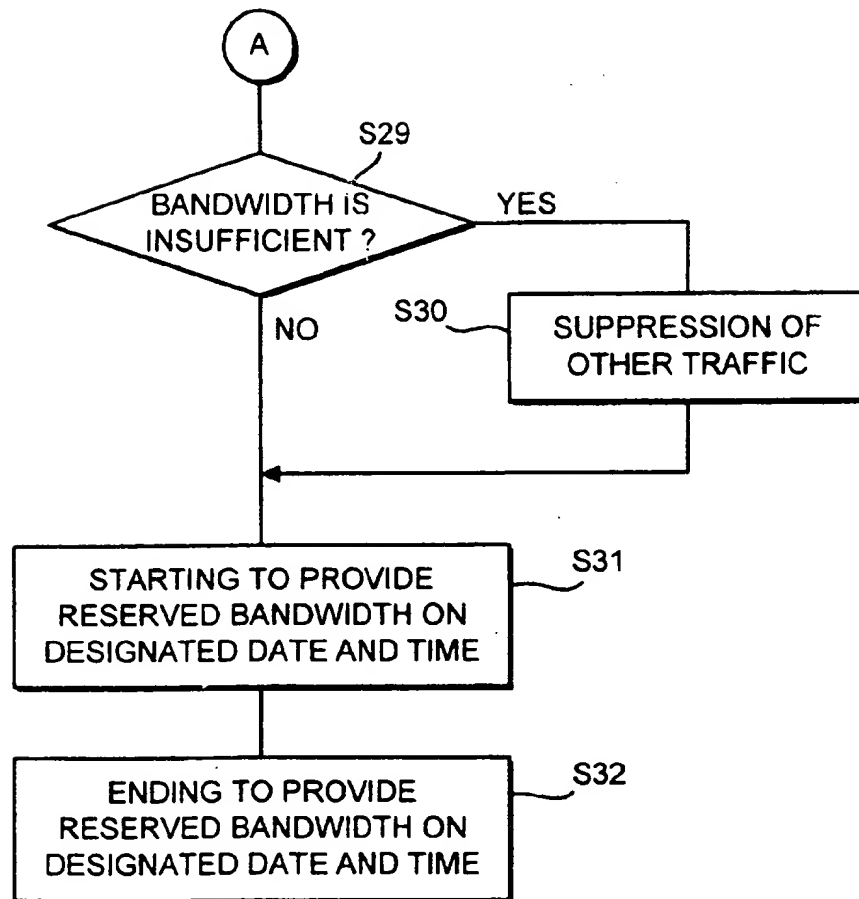 A
S29
BANDWIDTH IS
INSUFFICIENT ?
YES
NO
S30
SUPPRESSION OF
OTHER TRAFFIC
S31
STARTING TO PROVIDE
RESERVED BANDWIDTH ON
DESIGNATED DATE AND TIME
S32
ENDING TO PROVIDE
RESERVED BANDWIDTH ON
DESIGNATED DATE AND TIME